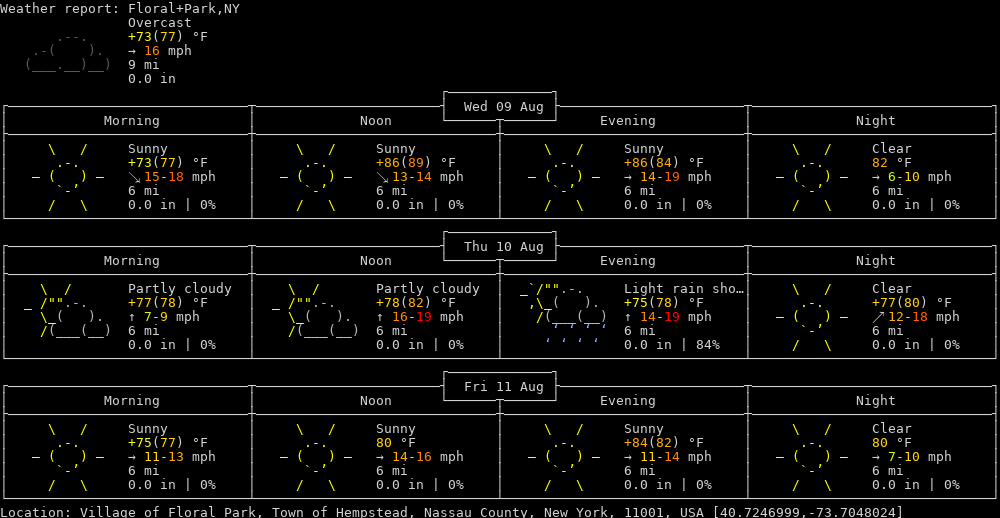 Weather report: Floral+Park,NY
Overcast
+73(77) °F
→ 16 mph
9 mi
0.0 in
Wed 09 Aug
Morning Noon Evening Night
Sunny Sunny Sunny Clear
+73(77) °F +86(89) °F +86(84) °F 82 °F
↘ 15-18 mph ↘ 13-14 mph → 14-19 mph → 6-10 mph
6 mi 6 mi 6 mi 6 mi
0.0 in | 0% 0.0 in | 0% 0.0 in | 0% 0.0 in | 0%
Thu 10 Aug
Morning Noon Evening Night
Partly cloudy Partly cloudy Light rain sho… Clear
+77(78) °F +78(82) °F +75(78) °F +77(80) °F
↑ 7-9 mph ↑ 16-19 mph ↑ 14-19 mph ↗ 12-18 mph
6 mi 6 mi 6 mi 6 mi
0.0 in | 0% 0.0 in | 0% 0.0 in | 84% 0.0 in | 0%
Fri 11 Aug
Morning Noon Evening Night
Sunny Sunny Sunny Clear
+75(77) °F 80 °F +84(82) °F 80 °F
→ 11-13 mph → 14-16 mph → 11-14 mph → 7-10 mph
6 mi 6 mi 6 mi 6 mi
0.0 in | 0% 0.0 in | 0% 0.0 in | 0% 0.0 in | 0%
Location: Village of Floral Park, Town of Hempstead, Nassau County, New York, 11001, USA [40.7246999,-73.7048024]